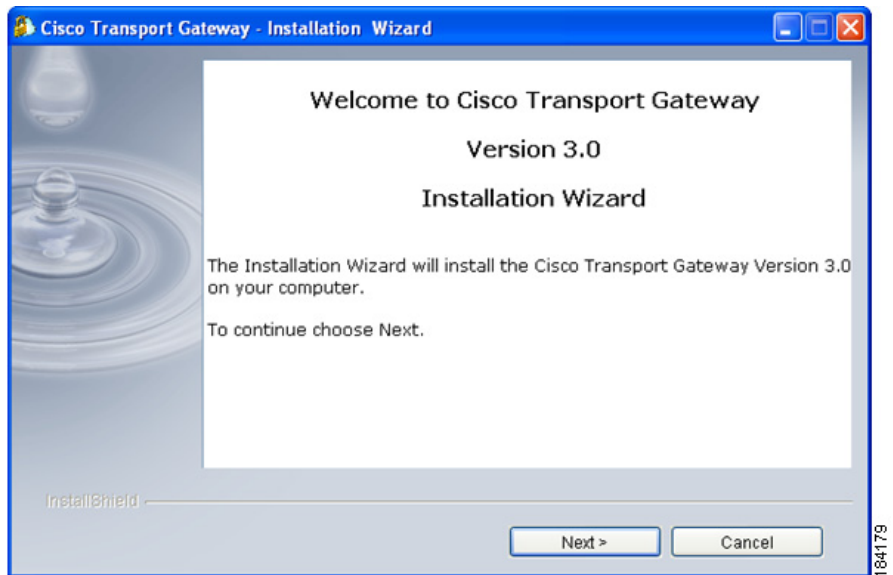 Cisco Transport Gateway - Installation Wizard
Welcome to Cisco Transport Gateway
Version 3.0
Installation Wizard
The Installation Wizard will install the Cisco Transport Gateway Version 3.0
on your computer.
To continue choose Next.
InstallShield
Next >
Cancel
184179